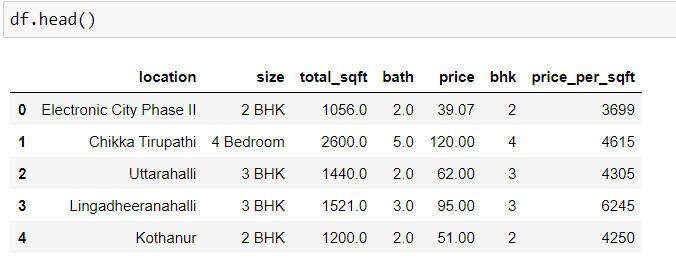 df.head()
location size total_sqft bath price bhk price_per_sqft
0 Electronic City Phase II 2 BHK 1056.0 2.0 39.07 2 3699
1 Chikka Tirupathi 4 Bedroom 2600.0 5.0 120.00 4 4615
2 Uttarahalli 3 BHK 1440.0 2.0 62.00 3 4305
3 Lingadheeranahalli 3 BHK 1521.0 3.0 95.00 3 6245
4 Kothanur 2 BHK 1200.0 2.0 51.00 2 4250